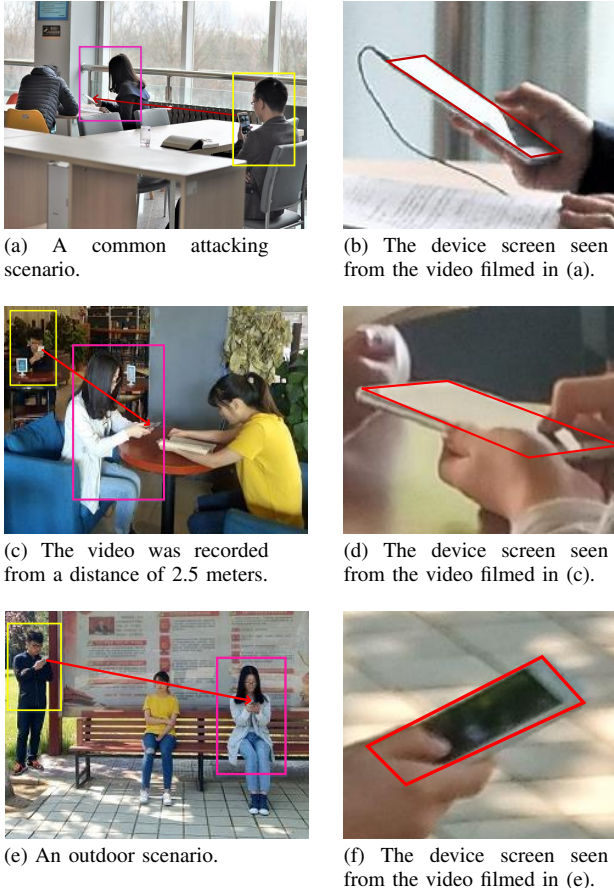 (a) A common attacking
scenario.
(b) The device screen seen
from the video filmed in (a).
(c) The video was recorded
from a distance of 2.5 meters.
(d) The device screen seen
from the video filmed in (c).
(e) An outdoor scenario.
(f) The device screen seen
from the video filmed in (e).